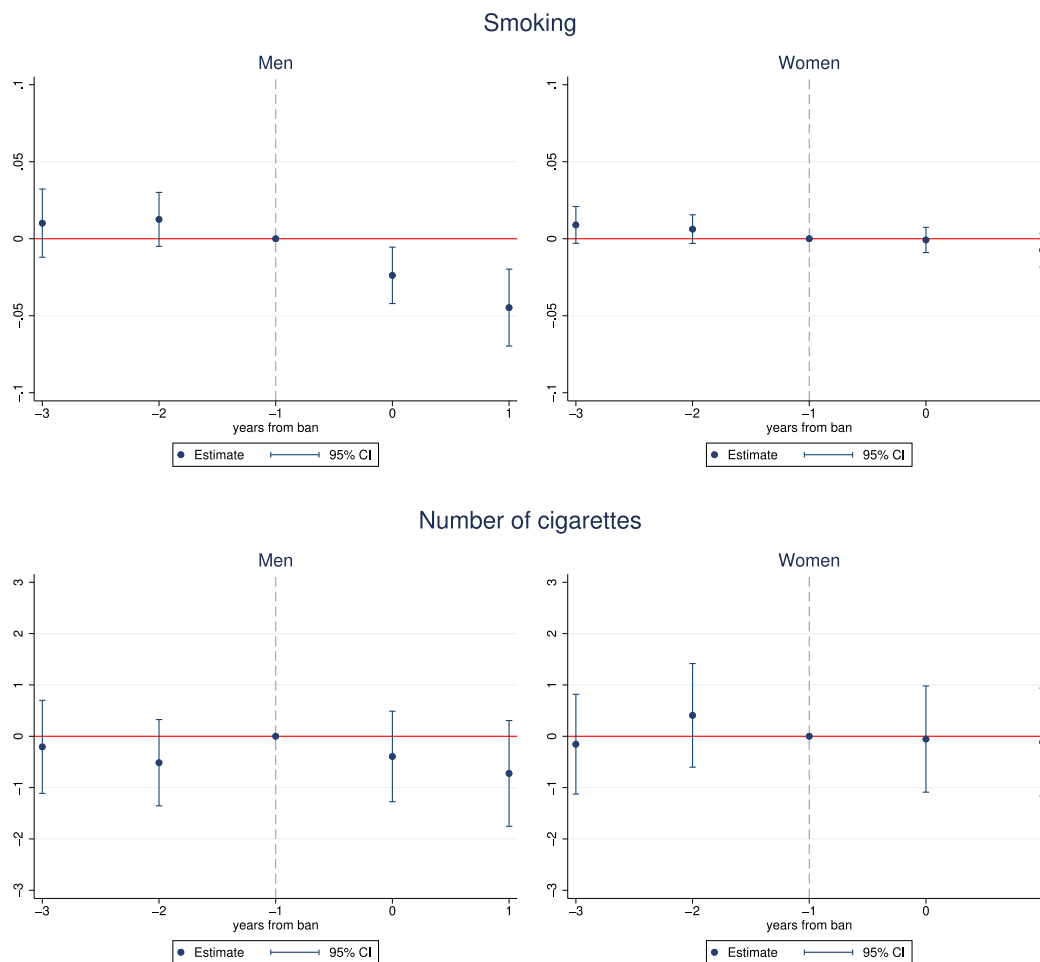 Smoking
Men
Women
.1
.05
0
−.05
−.1
−3
−2
−1
0
1
years from ban
Estimate
95% CI
.1
.05
0
−.05
−.1
−3
−2
−1
0
years from ban
Estimate
95% CI
Number of cigarettes
Men
Women
3
2
1
0
−1
−2
−3
−3
−2
−1
0
1
years from ban
Estimate
95% CI
3
2
1
0
−1
−2
−3
−3
−2
−1
0
years from ban
Estimate
95% CI